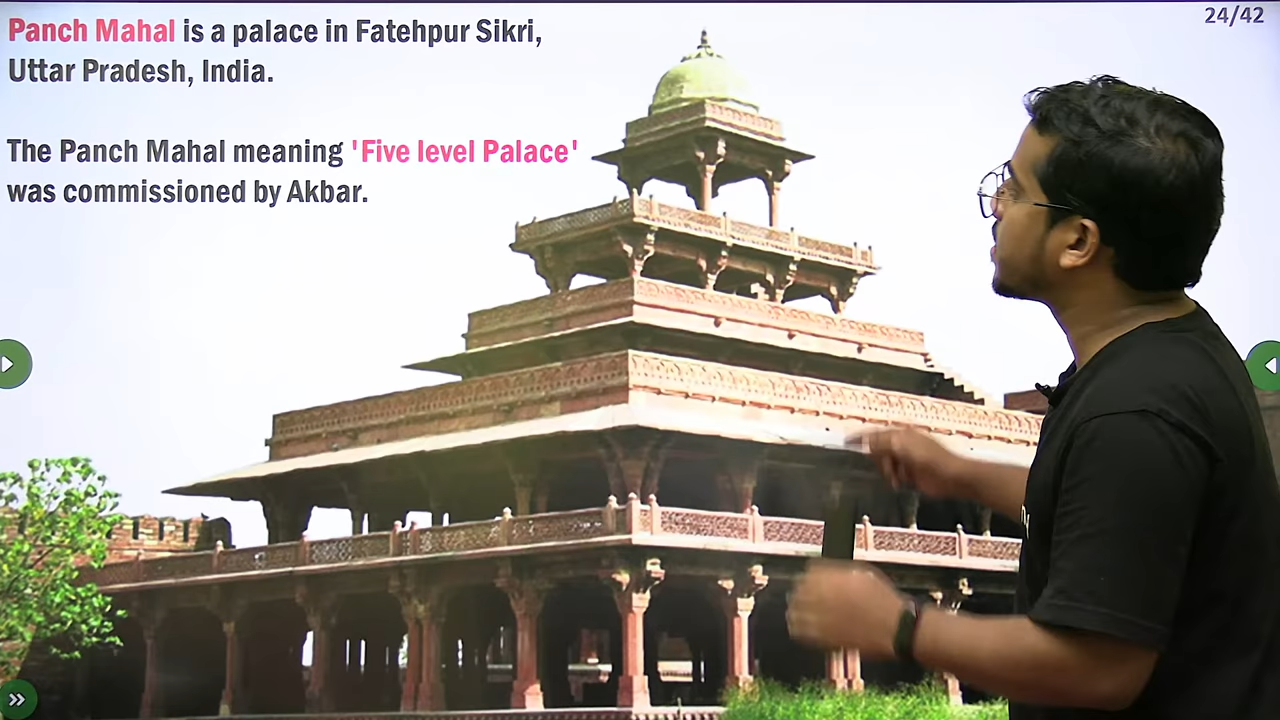 24/42
Panch Mahal is a palace in Fatehpur Sikri,
Uttar Pradesh, India.
The Panch Mahal meaning 'Five level Palace'
was commissioned by Akbar.